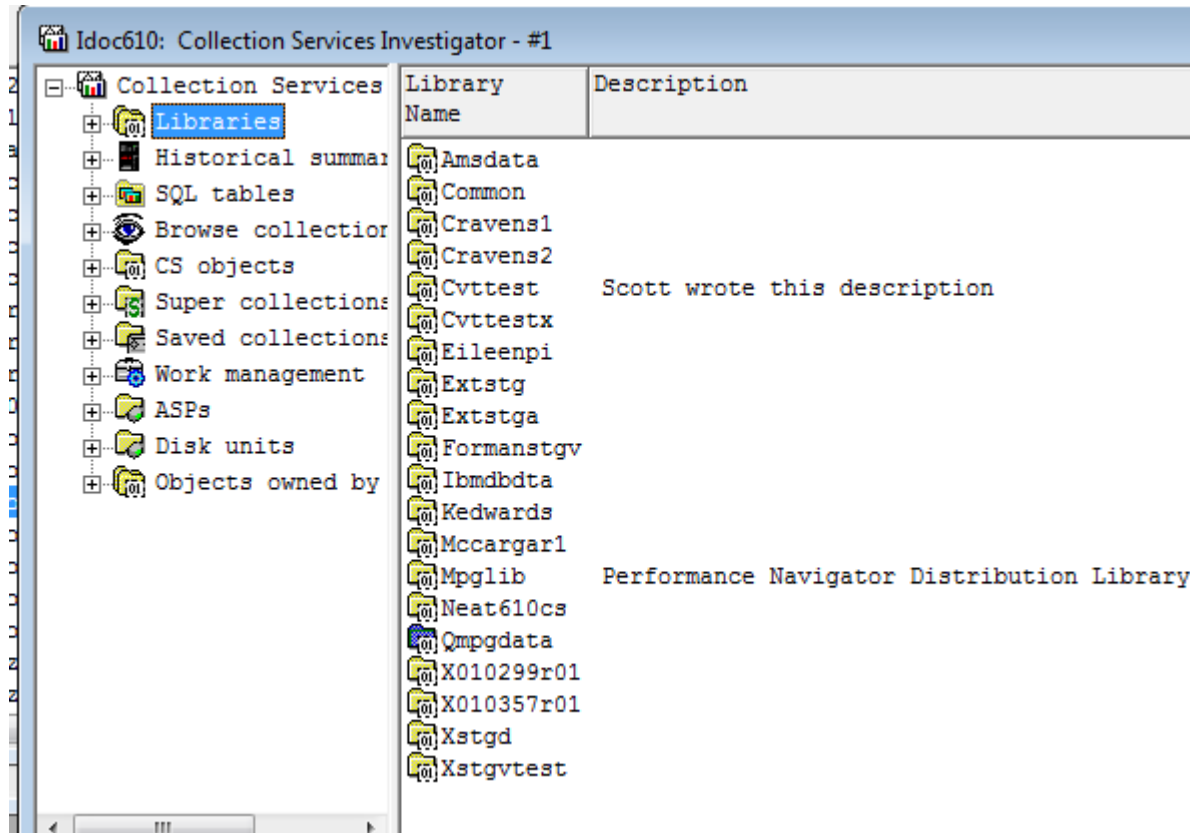 Idoc610: Collection Services Investigator - #1
Collection Services
Libraries
Historical summar
SQL tables
Browse collection
CS objects
Super collections
Saved collections
Work management
ASPs
Disk units
Objects owned by
Library
Name
Description
Amsdata
Common
Cravens1
Cravens2
Cvttest Scott wrote this description
Cvttestx
Eileenpi
Extstg
Extstga
Formanstgv
Ibmdbdta
Kedwards
Mccargar1
Mpglib Performance Navigator Distribution Library
Neat610cs
Qmpgdata
X010299r01
X010357r01
Xstgd
Xstgvtest